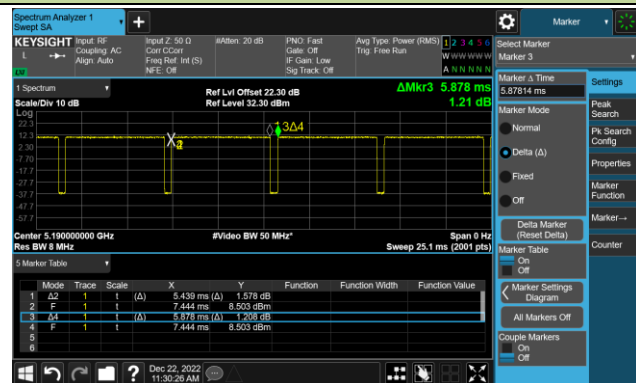 Spectrum Analyzer 1
Swept SA
KEYSIGHT
L
Input: RF
Coupling: AC
Align: Auto
Input Z: 50 Ω
Corr CCorr
Freq Ref: Int (S)
NFE: Off
#Atten: 20 dB
PNO: Fast
Gate: Off
IF Gain: Low
Sig Track: Off
Avg Type: Power (RMS)
Trig: Free Run
1 2 3 4 5 6
W W W W W W
A N N N N N
1 Spectrum
Scale/Div 10 dB
Ref Lvl Offset 22.30 dB
Ref Level 32.30 dBm
ΔMkr3 5.878 ms
1.21 dB
Log
22.3
12.3
2.30
-7.70
-17.7
-27.7
-37.7
-47.7
-57.7
3Δ4
Center 5.190000000 GHz
Res BW 8 MHz
#Video BW 50 MHz*
Span 0 Hz
Sweep 25.1 ms (2001 pts)
5 Marker Table
Mode Trace Scale X Y Function Function Width Function Value
1 Δ2 1 t (Δ) 5.439 ms (Δ) 1.578 dB
2 F 1 t 7.444 ms 8.503 dBm
3 Δ4 1 t (Δ) 5.878 ms (Δ) 1.208 dB
4 F 1 t 7.444 ms 8.503 dBm
5
6
Dec 22, 2022
11:30:26 AM
Marker
Select Marker
Marker 3
Marker Δ Time
5.87814 ms
Marker Mode
Normal
Delta (Δ)
Fixed
Off
Delta Marker
(Reset Delta)
Marker Table
On
Off
Marker Settings
Diagram
All Markers Off
Couple Markers
On
Off
Settings
Peak
Search
Pk Search
Config
Properties
Marker
Function
Marker→
Counter